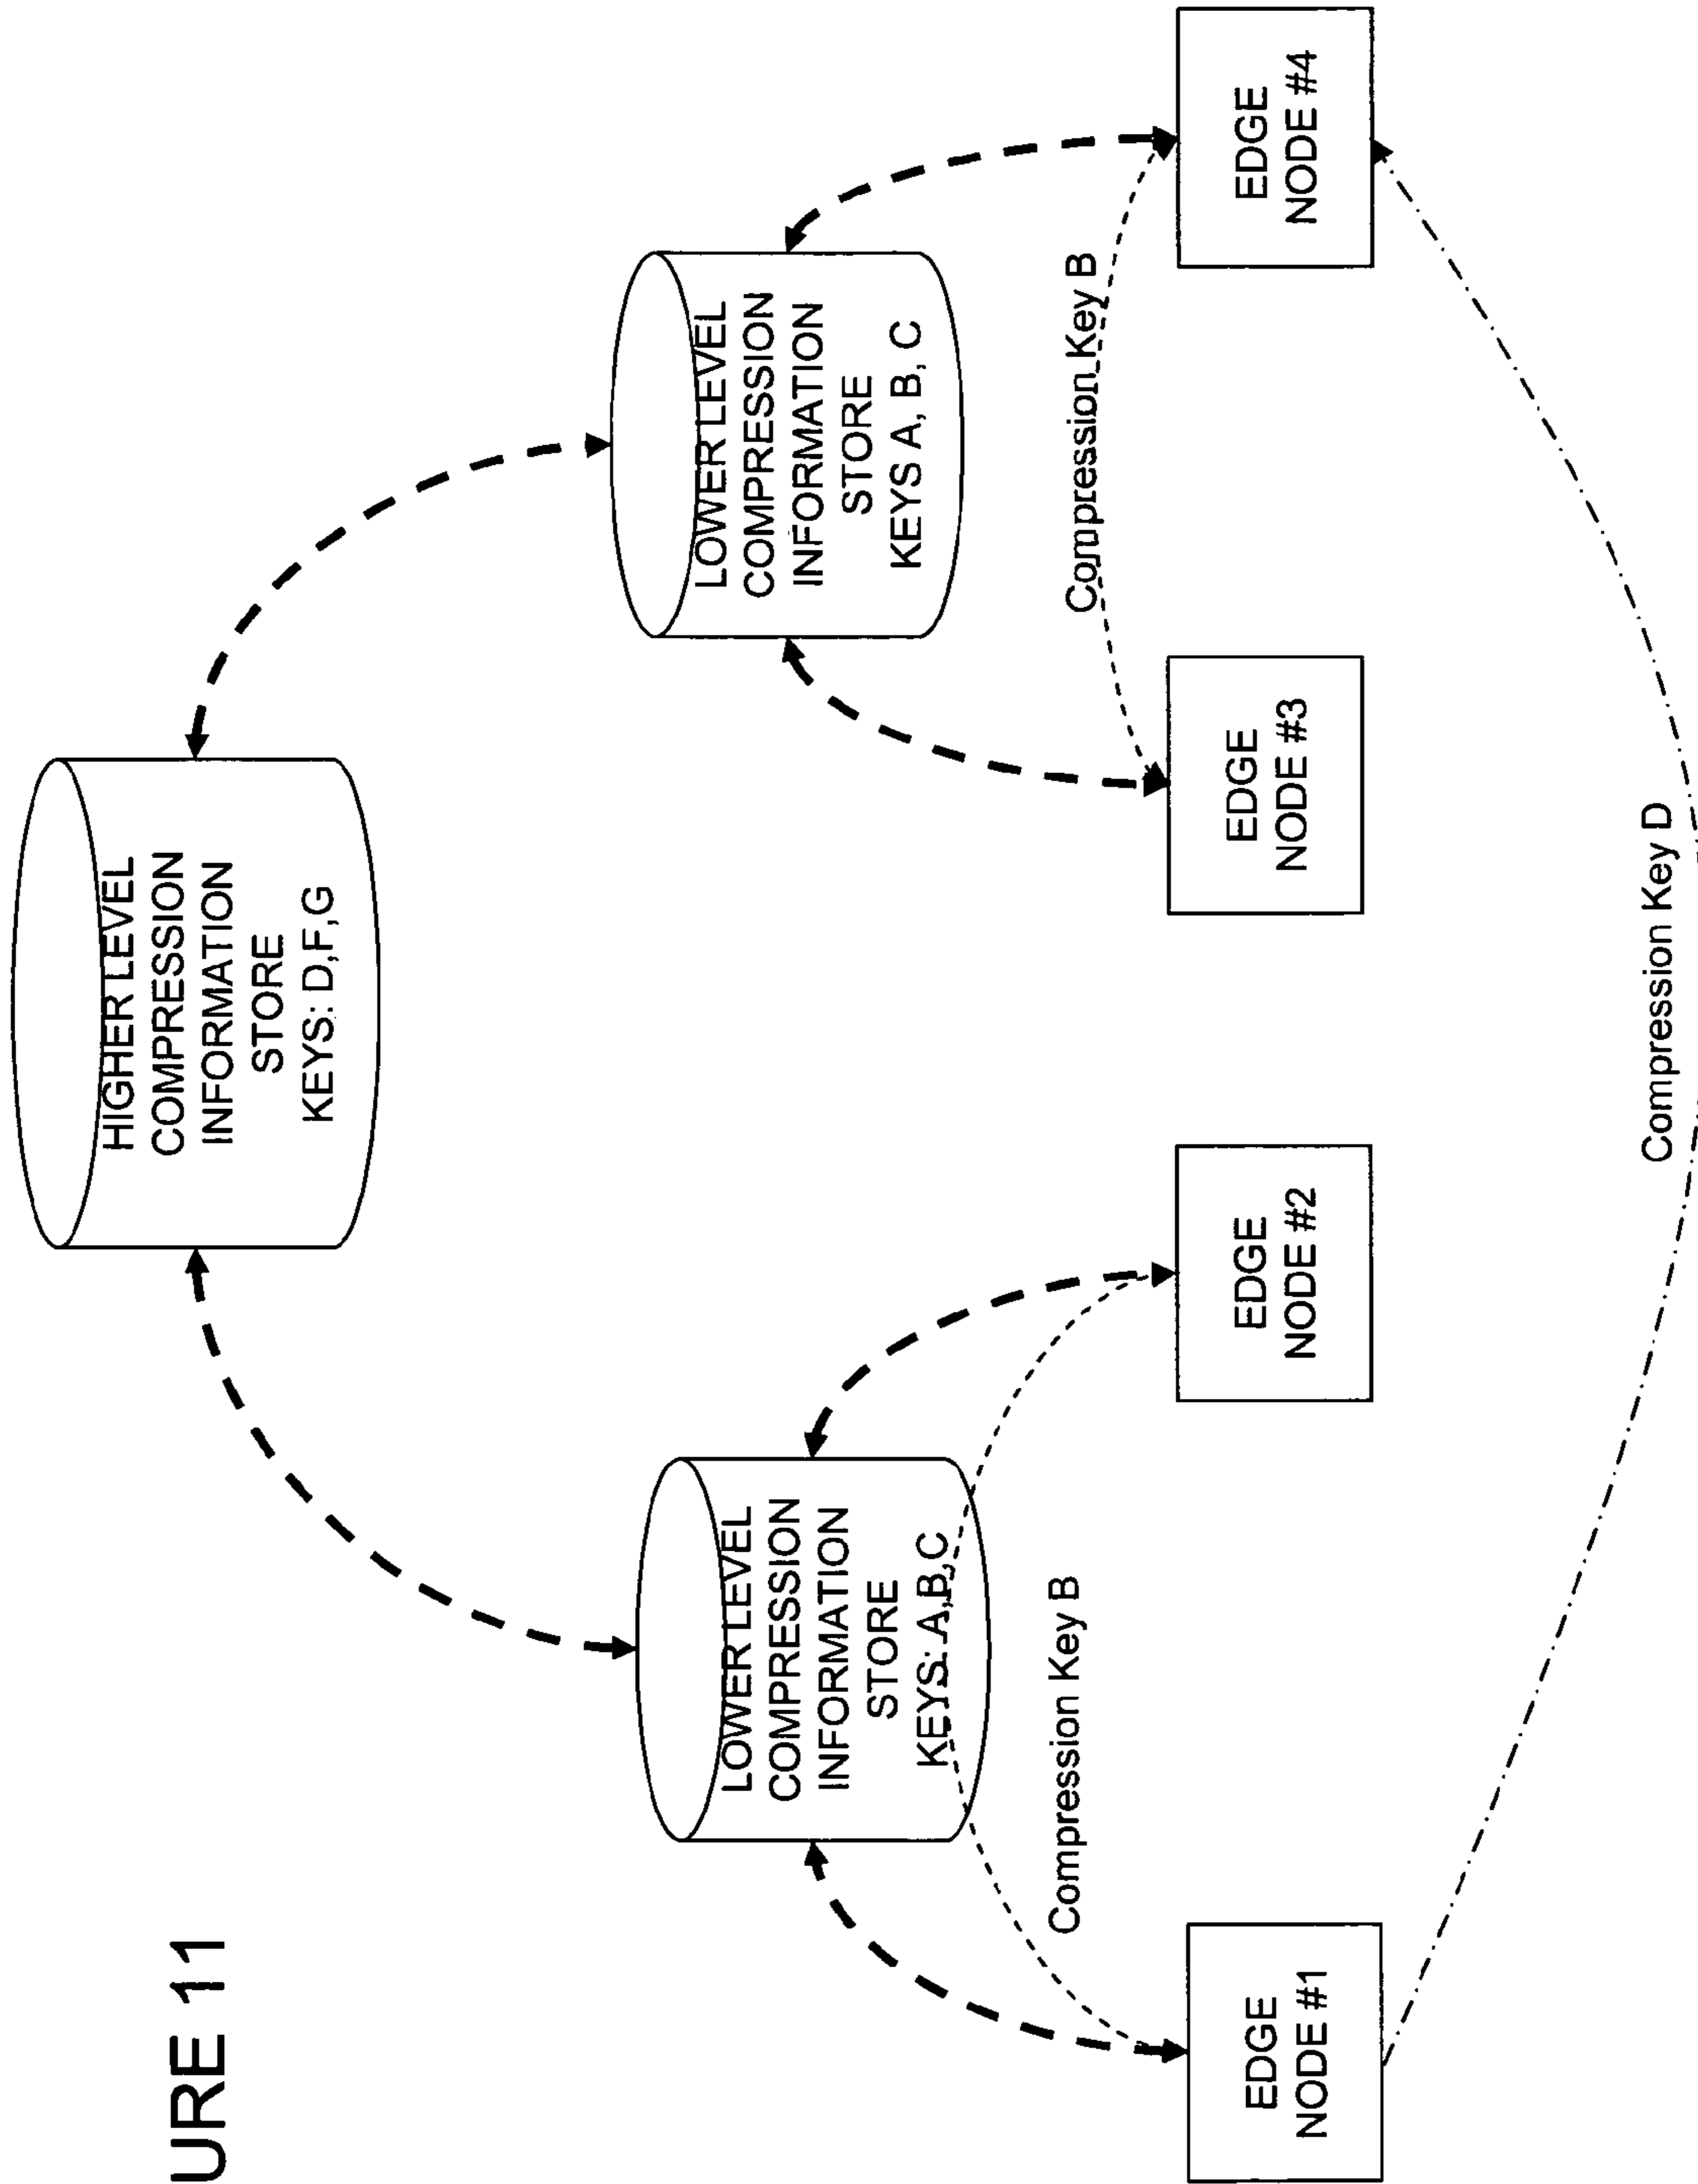 URE 11
HIGHER LEVEL
COMPRESSION
INFORMATION
STORE
KEYS: D,F,G
LOWER LEVEL
COMPRESSION
INFORMATION
STORE
KEYS: A,B,C
LOWER LEVEL
COMPRESSION
INFORMATION
STORE
KEYS A, B, C
Compression Key B
Compression Key B
EDGE
NODE #1
EDGE
NODE #2
EDGE
NODE #3
EDGE
NODE #4
Compression Key D